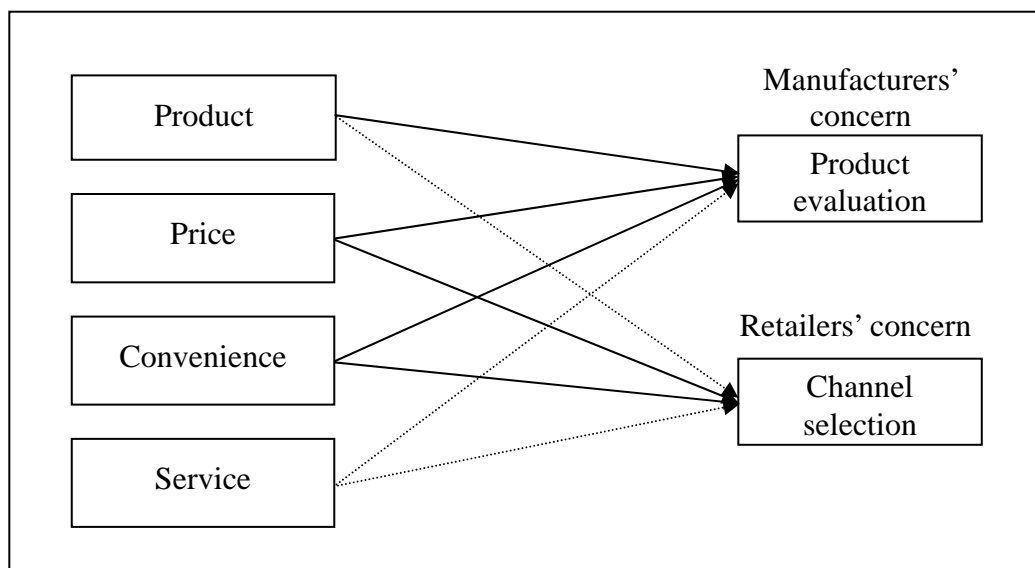 Product
Price
Convenience
Service
Manufacturers’
concern
Product
evaluation
Retailers’ concern
Channel
selection